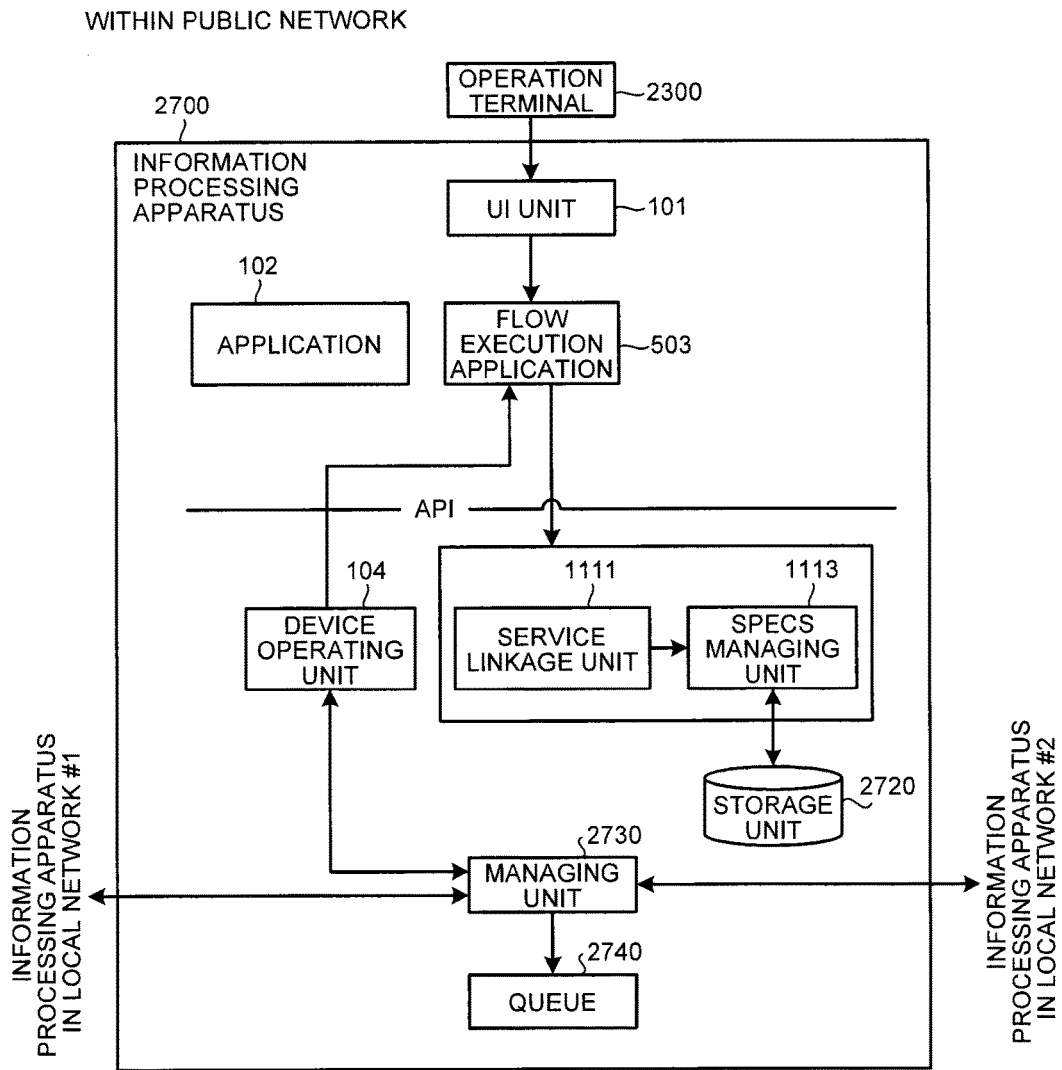 WITHIN PUBLIC NETWORK
OPERATION
TERMINAL
2300
2700
INFORMATION
PROCESSING
APPARATUS
UI UNIT
101
102
APPLICATION
FLOW
EXECUTION
APPLICATION
503
API
104
DEVICE
OPERATING
UNIT
1111
SERVICE
LINKAGE UNIT
1113
SPECS
MANAGING
UNIT
STORAGE
UNIT
2720
2730
MANAGING
UNIT
2740
QUEUE
INFORMATION
PROCESSING APPARATUS
IN LOCAL NETWORK #1
INFORMATION
PROCESSING APPARATUS
IN LOCAL NETWORK #2